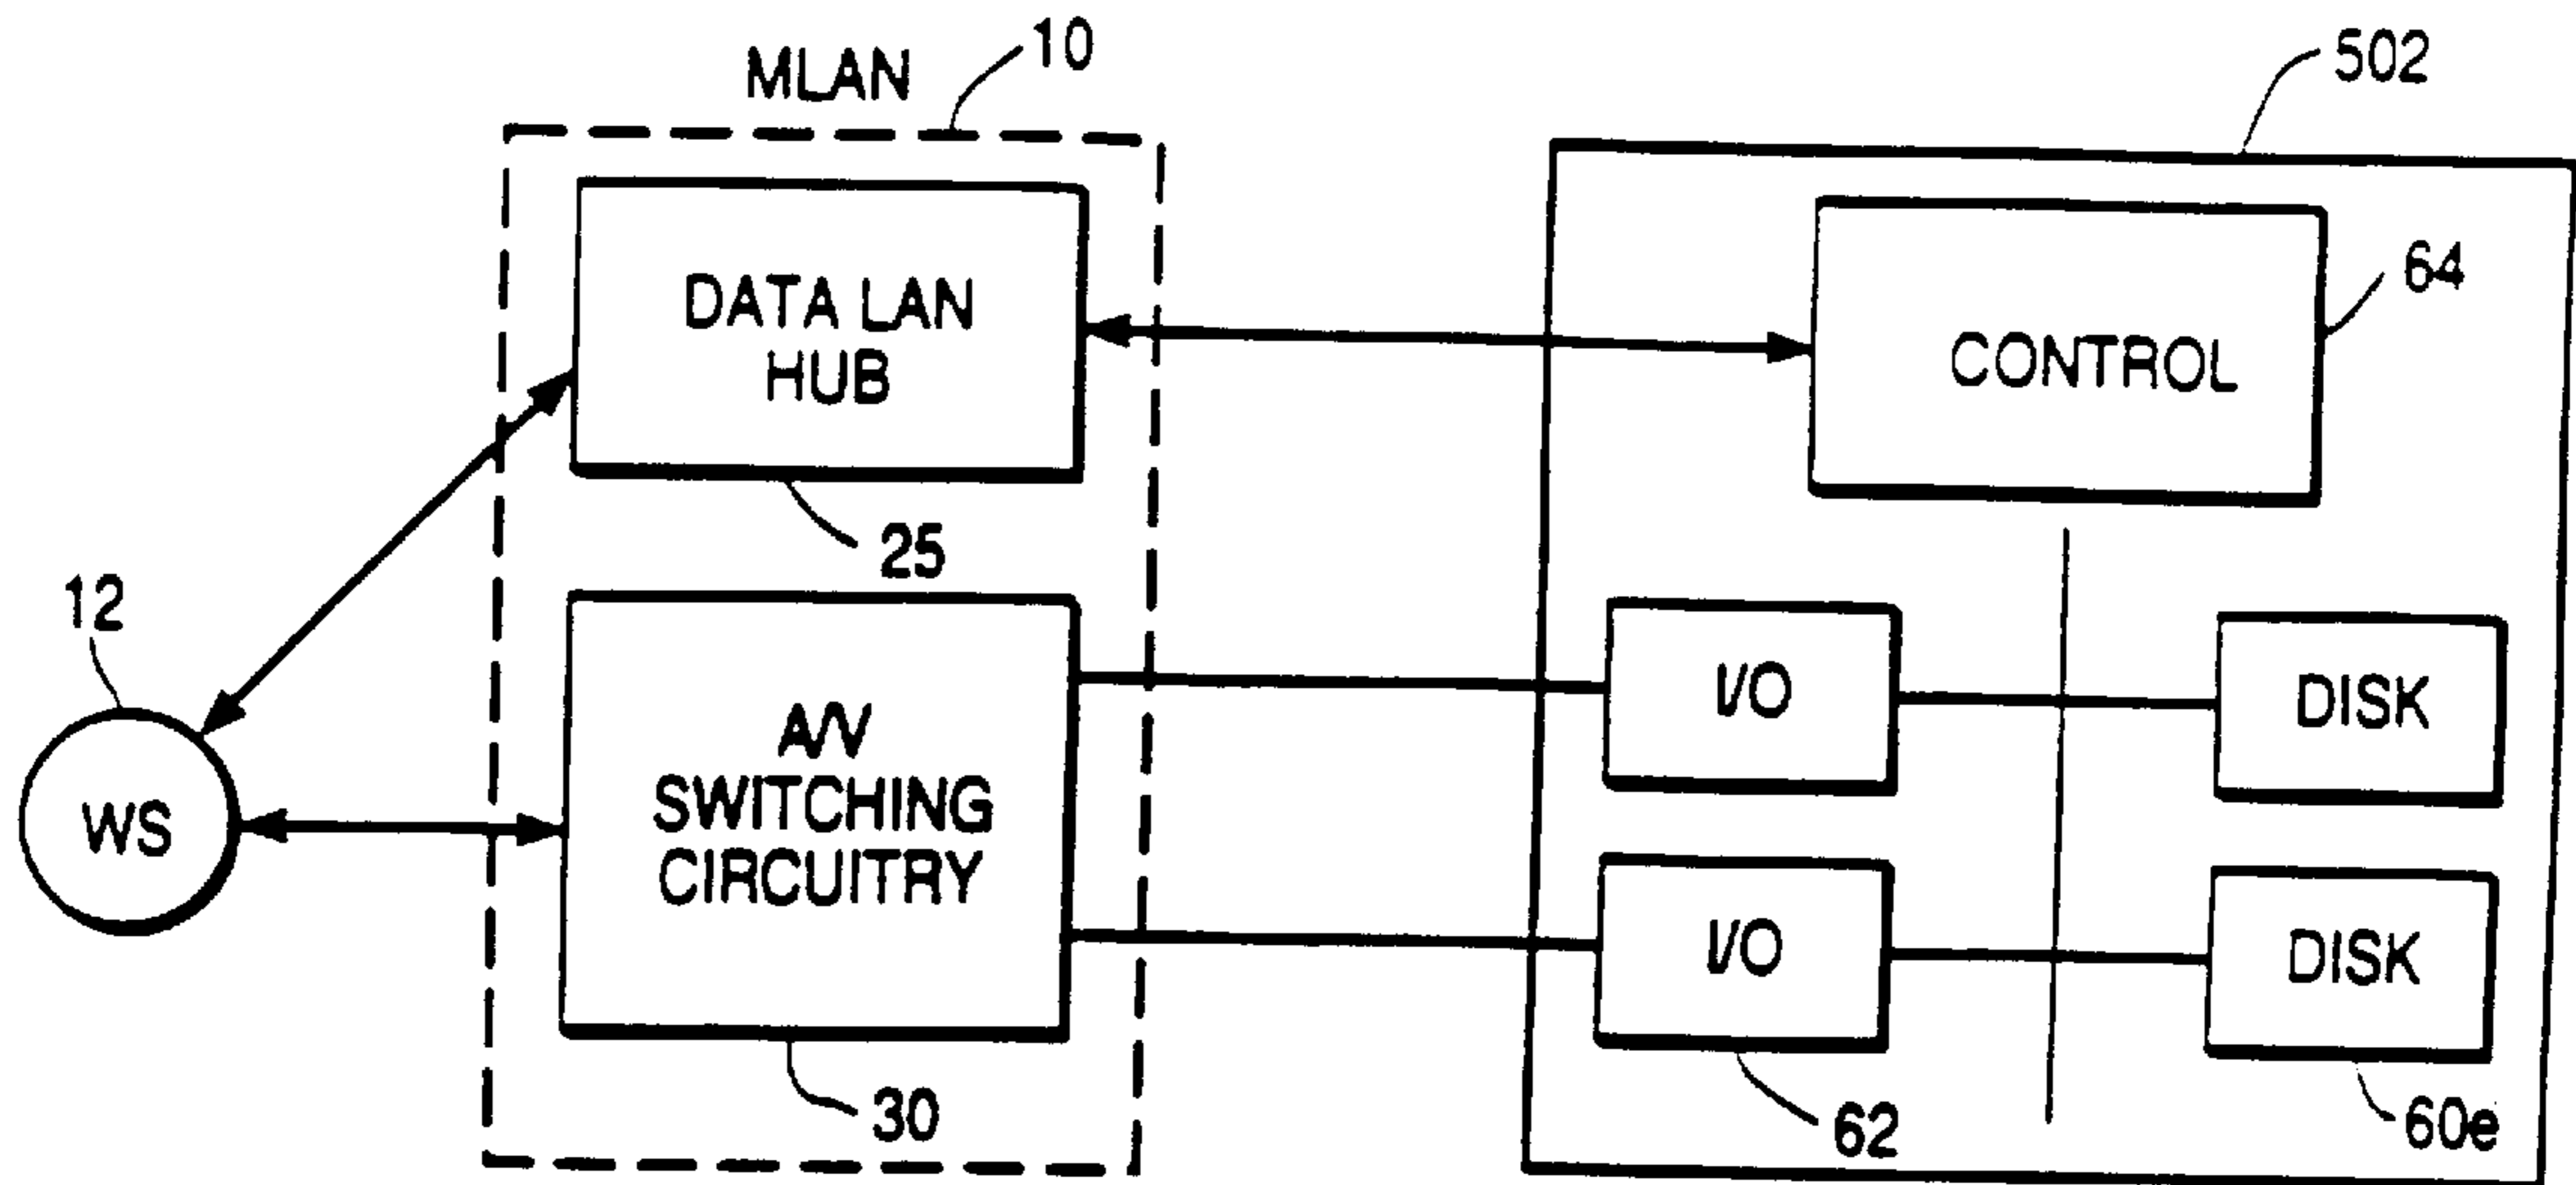 MLAN
10
502
DATA LAN
HUB
25
CONTROL
64
12
WS
A/V
SWITCHING
CIRCUITRY
30
I/O
DISK
I/O
62
DISK
60e